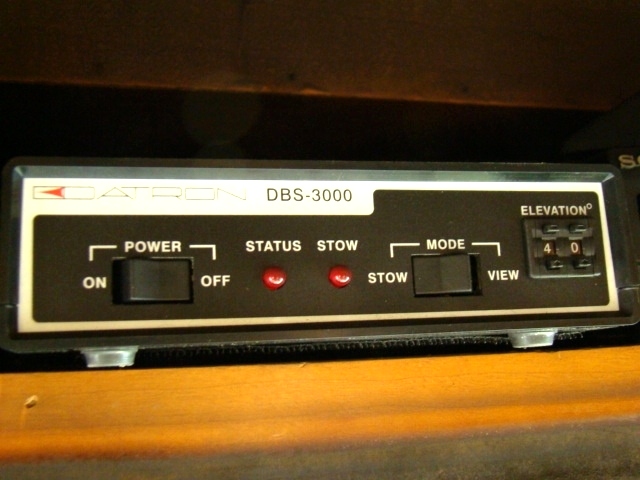 DATRON DBS-3000
ELEVATION°
POWER STATUS STOW MODE
ON OFF STOW VIEW
4 0